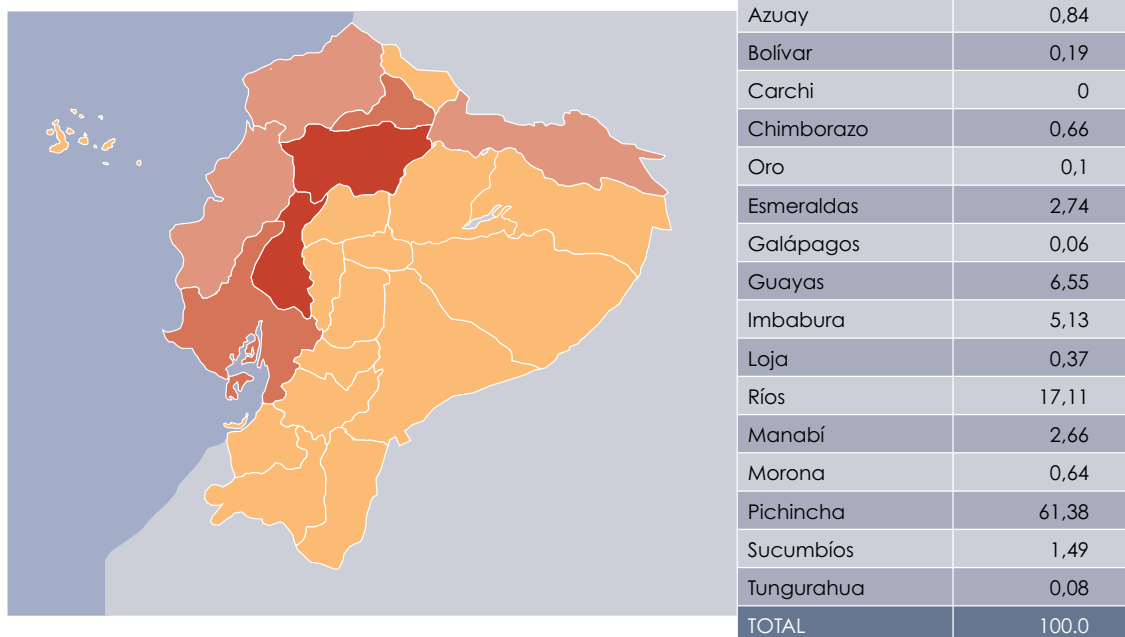 Azuay 0,84
Bolívar 0,19
Carchi 0
Chimborazo 0,66
Oro 0,1
Esmeraldas 2,74
Galápagos 0,06
Guayas 6,55
Imbabura 5,13
Loja 0,37
Ríos 17,11
Manabí 2,66
Morona 0,64
Pichincha 61,38
Sucumbíos 1,49
Tungurahua 0,08
TOTAL 100.0